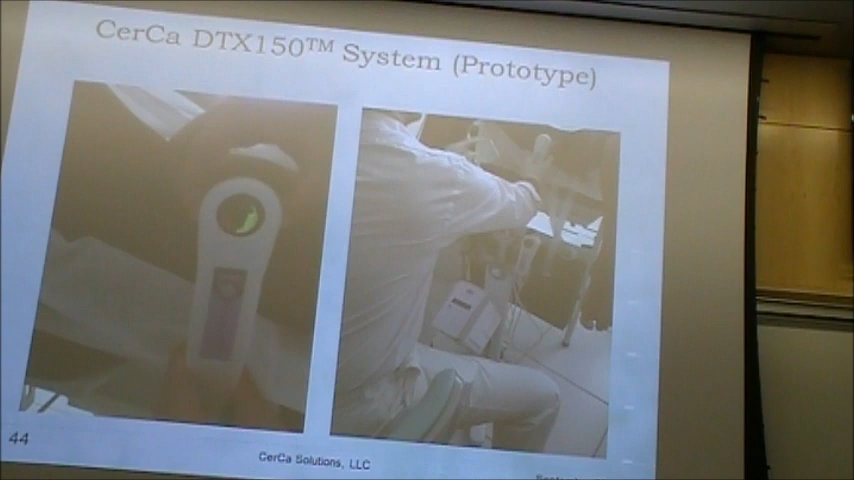 CerCa DTX150™ System (Prototype)
44
CerCa Solutions, LLC